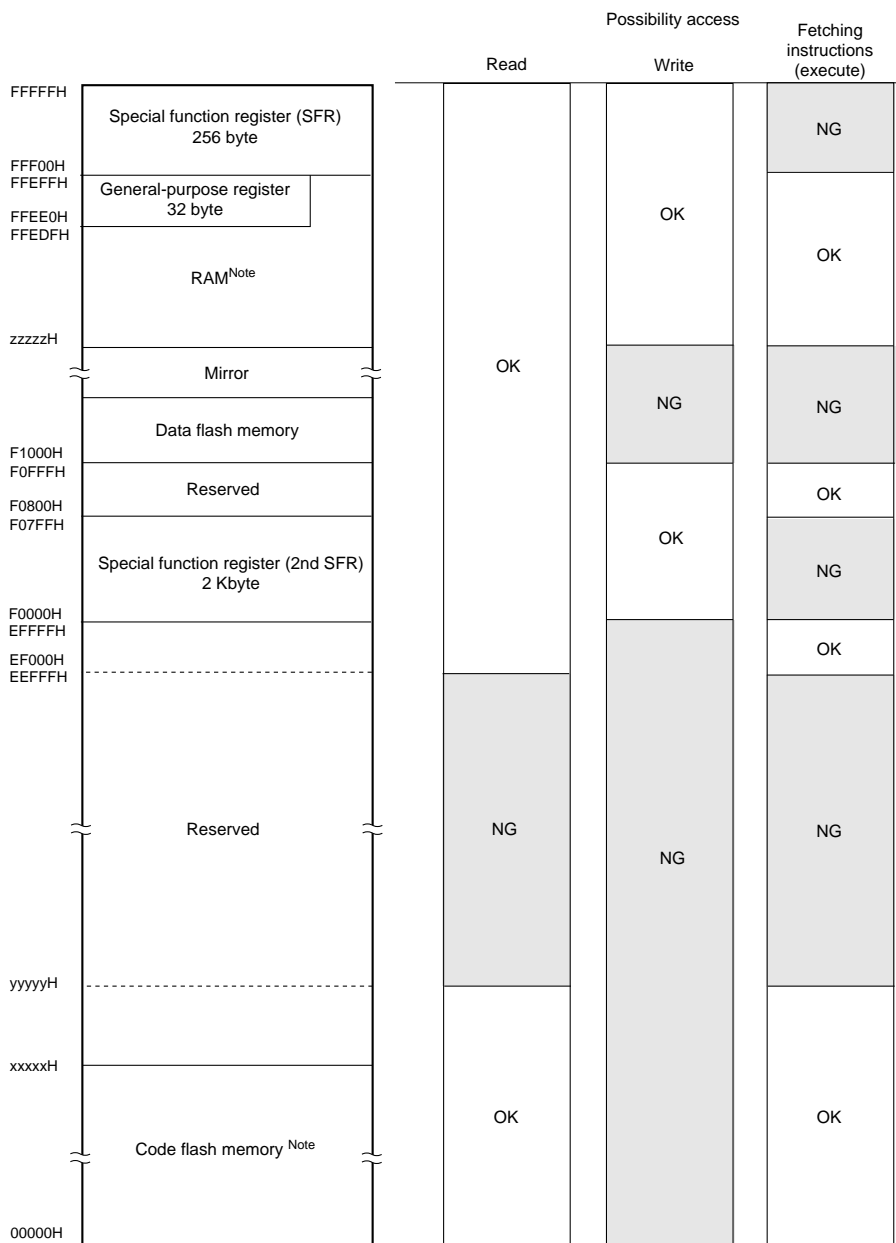 Possibility access
Read
Write
Fetching
instructions
(execute)
FFFFFH
Special function register (SFR)
256 byte
NG
FFF00H
FFEFFH
General-purpose register
32 byte
OK
FFEE0H
FFEDFH
OK
RAM Note
zzzzzH
Mirror
OK
NG
NG
Data flash memory
F1000H
F0FFFH
Reserved
OK
F0800H
F07FFH
OK
Special function register (2nd SFR)
2 Kbyte
NG
F0000H
EFFFFH
OK
EF000H
EEFFFH
Reserved
NG
NG
NG
yyyyyH
xxxxxH
OK
OK
Code flash memory Note
00000H